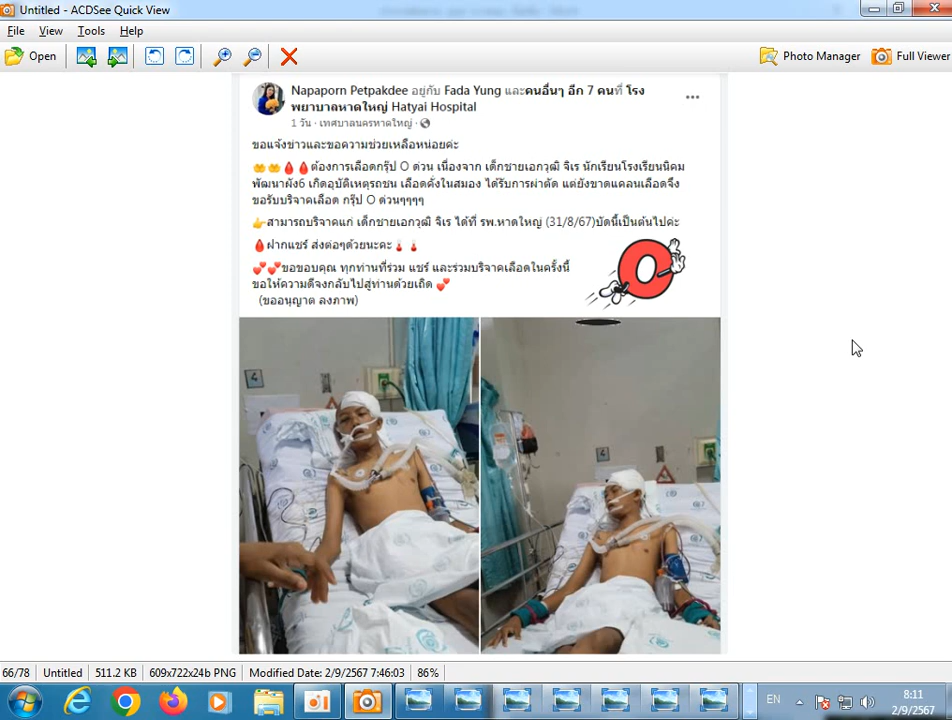 Untitled - ACDSee Quick View
File View Tools Help
Open Photo Manager Full Viewer
Napaporn Petpakdee อยู่กับ Fada Yung และคนอื่นๆ อีก 7 คนที่ โรง
พยาบาลหาดใหญ่ Hatyai Hospital
1 วัน · เทศบาลนครหาดใหญ่ ·
ขอแจ้งข่าวและขอความช่วยเหลือหน่อยค่ะ
ต้องการเลือดกรุ๊ป O ด่วน เนื่องจาก เด็กชายเอกวุฒิ จิเร นักเรียนโรงเรียนนิคม
พัฒนาผัง6 เกิดอุบัติเหตุรถชน เลือดคั่งในสมอง ได้รับการผ่าตัด แต่ยังขาดแคลนเลือดจึง
ขอรับบริจาคเลือด กรุ๊ป O ด่วนๆๆๆๆ
สามารถบริจาคแก่ เด็กชายเอกวุฒิ จิเร ได้ที่ รพ.หาดใหญ่ (31/8/67)บัดนี้เป็นต้นไปค่ะ
ฝากแชร์ ส่งต่อๆด้วยนะคะ
ขอขอบคุณ ทุกท่านที่ร่วม แชร์ และร่วมบริจาคเลือดในครั้งนี้
ขอให้ความดีจงกลับไปสู่ท่านด้วยเถิด
(ขออนุญาต ลงภาพ)
O
4
4
66/78 Untitled 511.2 KB 609x722x24b PNG Modified Date: 2/9/2567 7:46:03 86%
EN
8:11
2/9/2567